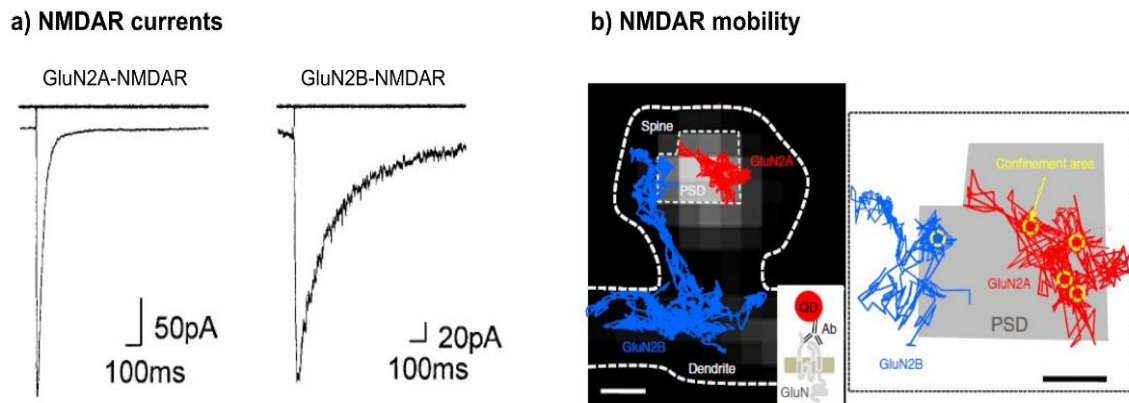 a) NMDAR currents
GluN2A-NMDAR
GluN2B-NMDAR
50pA
100ms
20pA
100ms
b) NMDAR mobility
Spine
GluN2A
PSD
GluN2B
Dendrite
QD
Ab
GluN
Confinement area
GluN2A
PSD
GluN2B